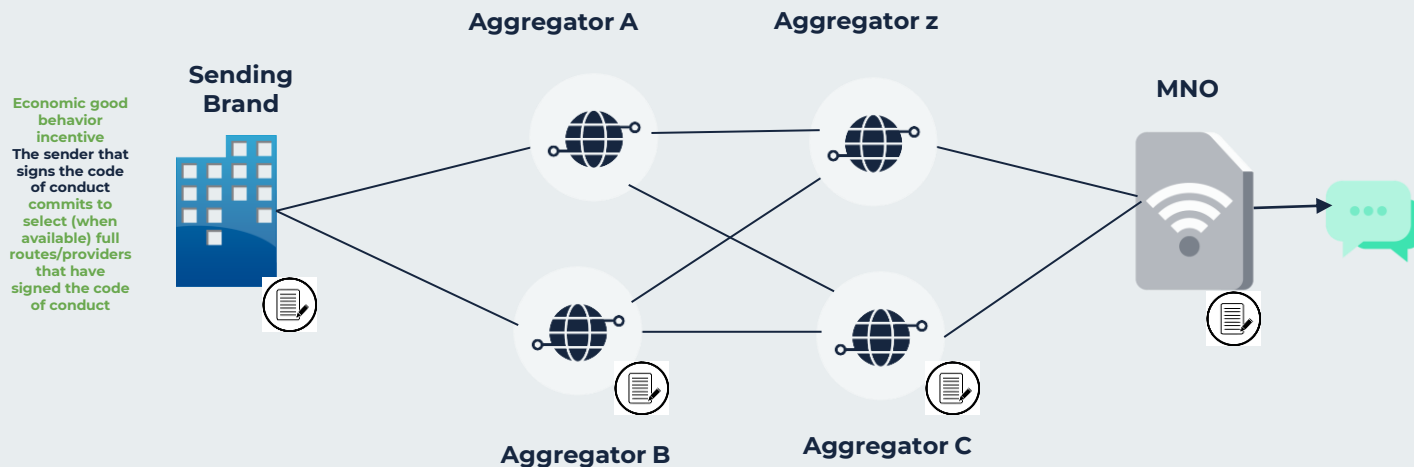 Aggregator A
Aggregator z
Sending
Brand
MNO
Economic good
behavior
incentive
The sender that
signs the code
of conduct
commits to
select (when
available) full
routes/providers
that have
signed the code
of conduct
Aggregator B
Aggregator C